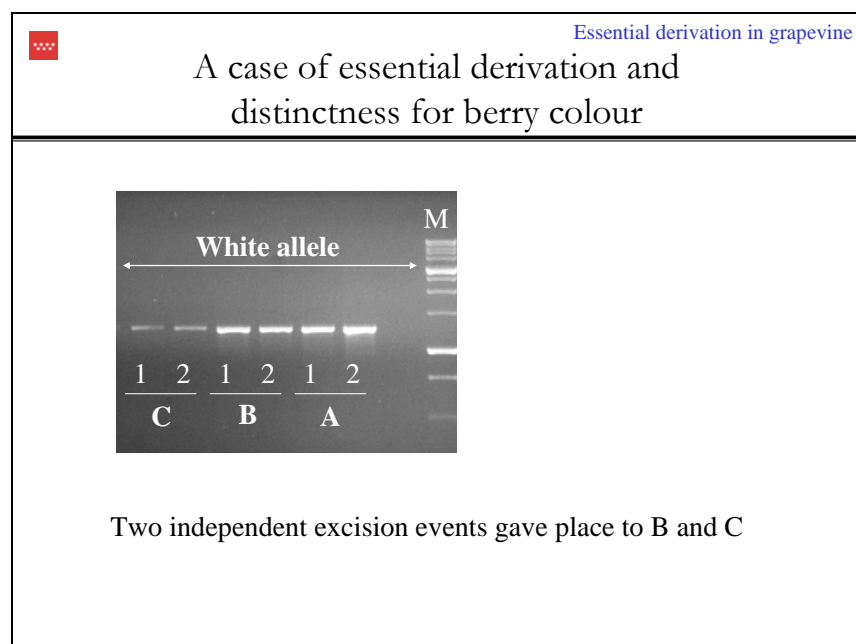 Essential derivation in grapevine
A case of essential derivation and
distinctness for berry colour
M
White allele
1 2 1 2 1 2
C B A
Two independent excision events gave place to B and C